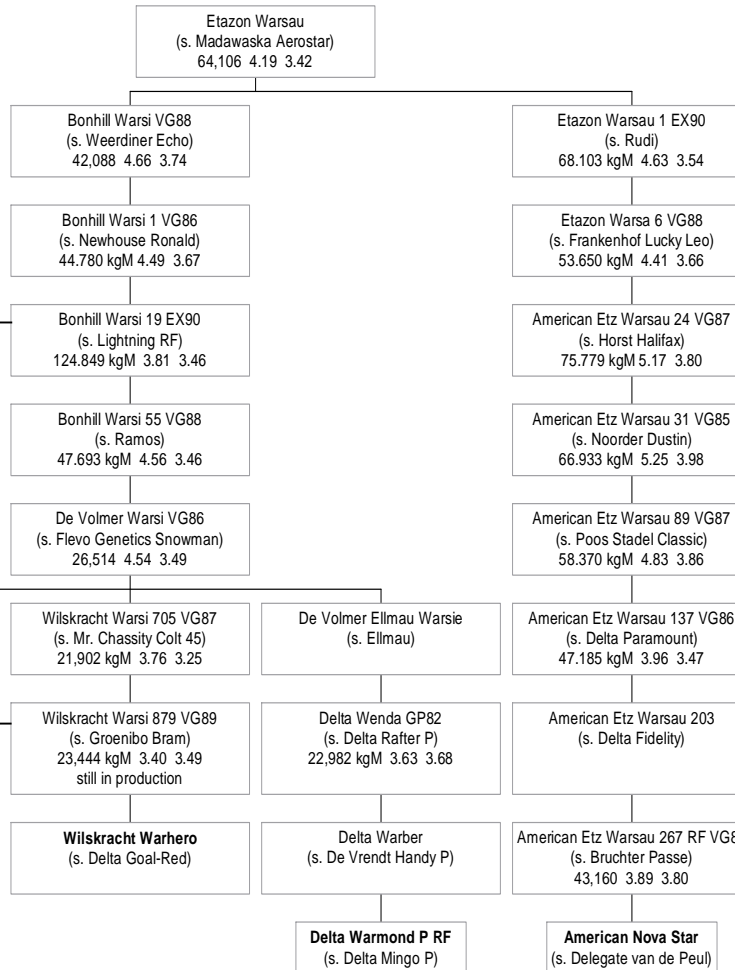 Etazon Warsau
(s. Madawaska Aerostar)
64,106 4.19 3.42
Bonhill Warsi VG88
(s. Weerdiner Echo)
42,088 4.66 3.74
Etazon Warsau 1 EX90
(s. Rudi)
68.103 kgM 4.63 3.54
Bonhill Warsi 1 VG86
(s. Newhouse Ronald)
44.780 kgM 4.49 3.67
Etazon Warsa 6 VG88
(s. Frankenhof Lucky Leo)
53.650 kgM 4.41 3.66
Bonhill Warsi 19 EX90
(s. Lightning RF)
124.849 kgM 3.81 3.46
American Etz Warsau 24 VG87
(s. Horst Halifax)
75.779 kgM 5.17 3.80
Bonhill Warsi 55 VG88
(s. Ramos)
47.693 kgM 4.56 3.46
American Etz Warsau 31 VG85
(s. Noorder Dustin)
66.933 kgM 5.25 3.98
De Volmer Warsi VG86
(s. Flevo Genetics Snowman)
26,514 4.54 3.49
American Etz Warsau 89 VG87
(s. Poos Stadel Classic)
58.370 kgM 4.83 3.86
Wilskracht Warsi 705 VG87
(s. Mr. Chassity Colt 45)
21,902 kgM 3.76 3.25
De Volmer Ellmau Warsie
(s. Ellmau)
American Etz Warsau 137 VG86
(s. Delta Paramount)
47.185 kgM 3.96 3.47
Wilskracht Warsi 879 VG89
(s. Groenibo Bram)
23,444 kgM 3.40 3.49
still in production
Delta Wenda GP82
(s. Delta Rafter P)
22,982 kgM 3.63 3.68
American Etz Warsau 203
(s. Delta Fidelity)
Wilskracht Warhero
(s. Delta Goal-Red)
Delta Warber
(s. De Vrendt Handy P)
American Etz Warsau 267 RF
(s. Bruchter Passe)
43,160 3.89 3.80
Delta Warmond P RF
(s. Delta Mingo P)
American Nova Star
(s. Delegate van de Peul)